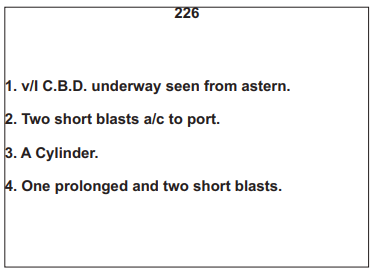 226
1. v/l C.B.D. underway seen from astern.
2. Two short blasts a/c to port.
3. A Cylinder.
4. One prolonged and two short blasts.